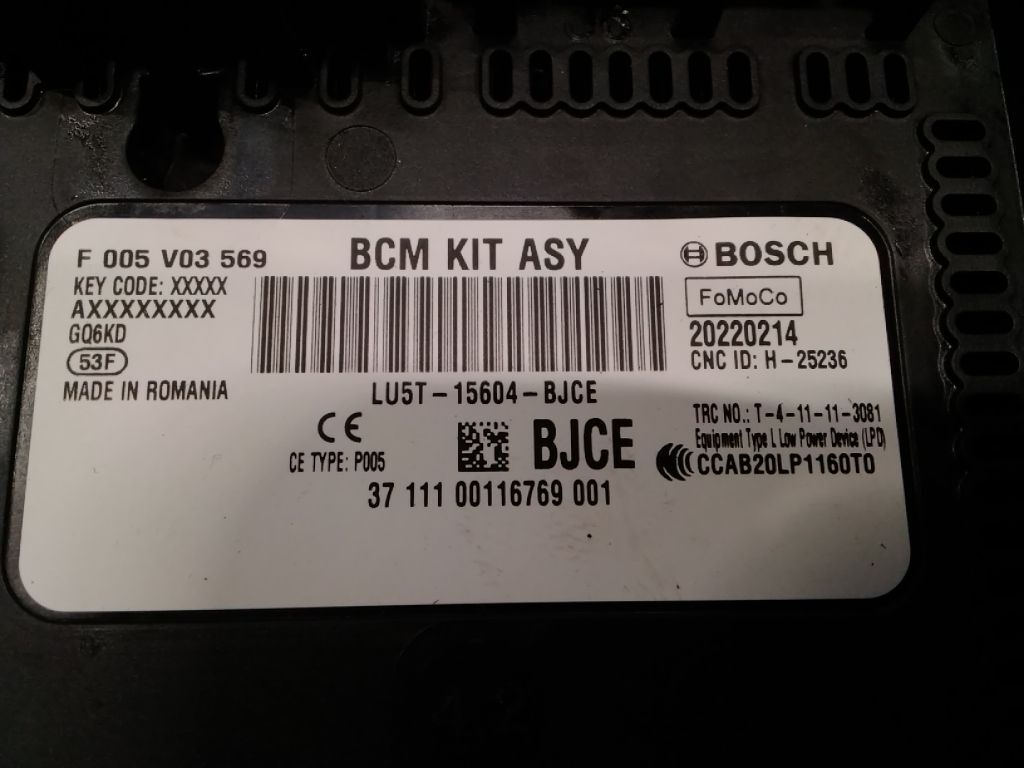 F 005 V03 569
BCM KIT ASY
BOSCH
KEY CODE: XXXXX
AXXXXXXXX
GQ6KD
53F
MADE IN ROMANIA
FoMoCo
20220214
CNC ID: H-25236
LU5T-15604-BJCE
CE
CE TYPE: P005
BJCE
TRC NO.: T-4-11-11-3081
Equipment Type I, Low Power Device (LPD)
CCAB20LP1160T0
37 111 00116769 001